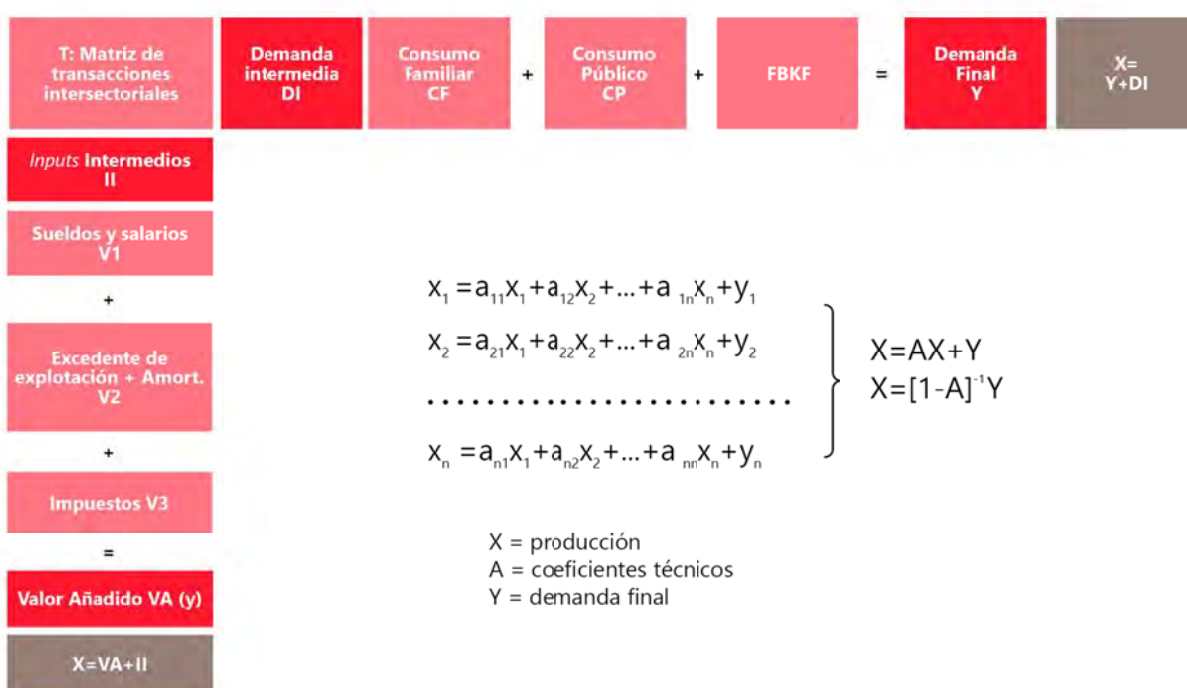 T: Matriz de
transacciones
intersectoriales
Demanda
intermedia
DI
Consumo
Familiar
CF
+
Consumo
Público
CP
+
FBKF
=
Demanda
Final
Y
X=
Y+DI
Inputs Intermedios
II
Sueldos y salarios
V1
+
Excedente de
explotación + Amort.
V2
+
Impuestos V3
=
Valor Añadido VA (y)
X=VA+II
x₁ =a₁₁x₁+a₁₂x₂+...+a ₁ₙxₙ+y₁
x₂ =a₂₁x₁+a₂₂x₂+...+a ₂ₙxₙ+y₂
. . . . . . . . . . . . . . . . . . . . . . . . . . .
xₙ =aₙ₁x₁+aₙ₂x₂+...+a ₙₙxₙ+yₙ
X=AX+Y
X=[1-A]⁻¹Y
X = producción
A = coeficientes técnicos
Y = demanda final